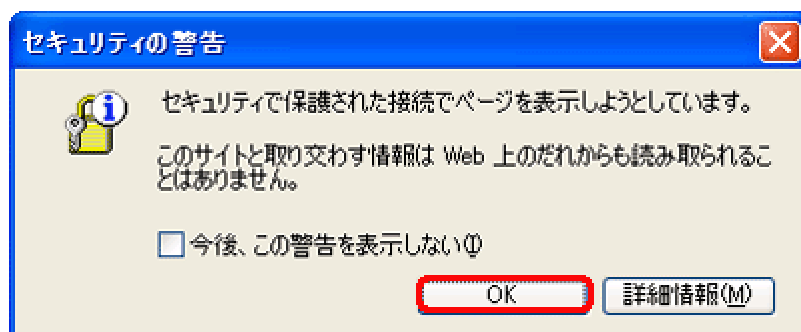 セキュリティの警告
セキュリティで保護された接続でページを表示しようとしています。
このサイトと取り交わす情報は Web 上のだれからも読み取られるこ
とはありません。
今後、この警告を表示しない(I)
OK 詳細情報(M)